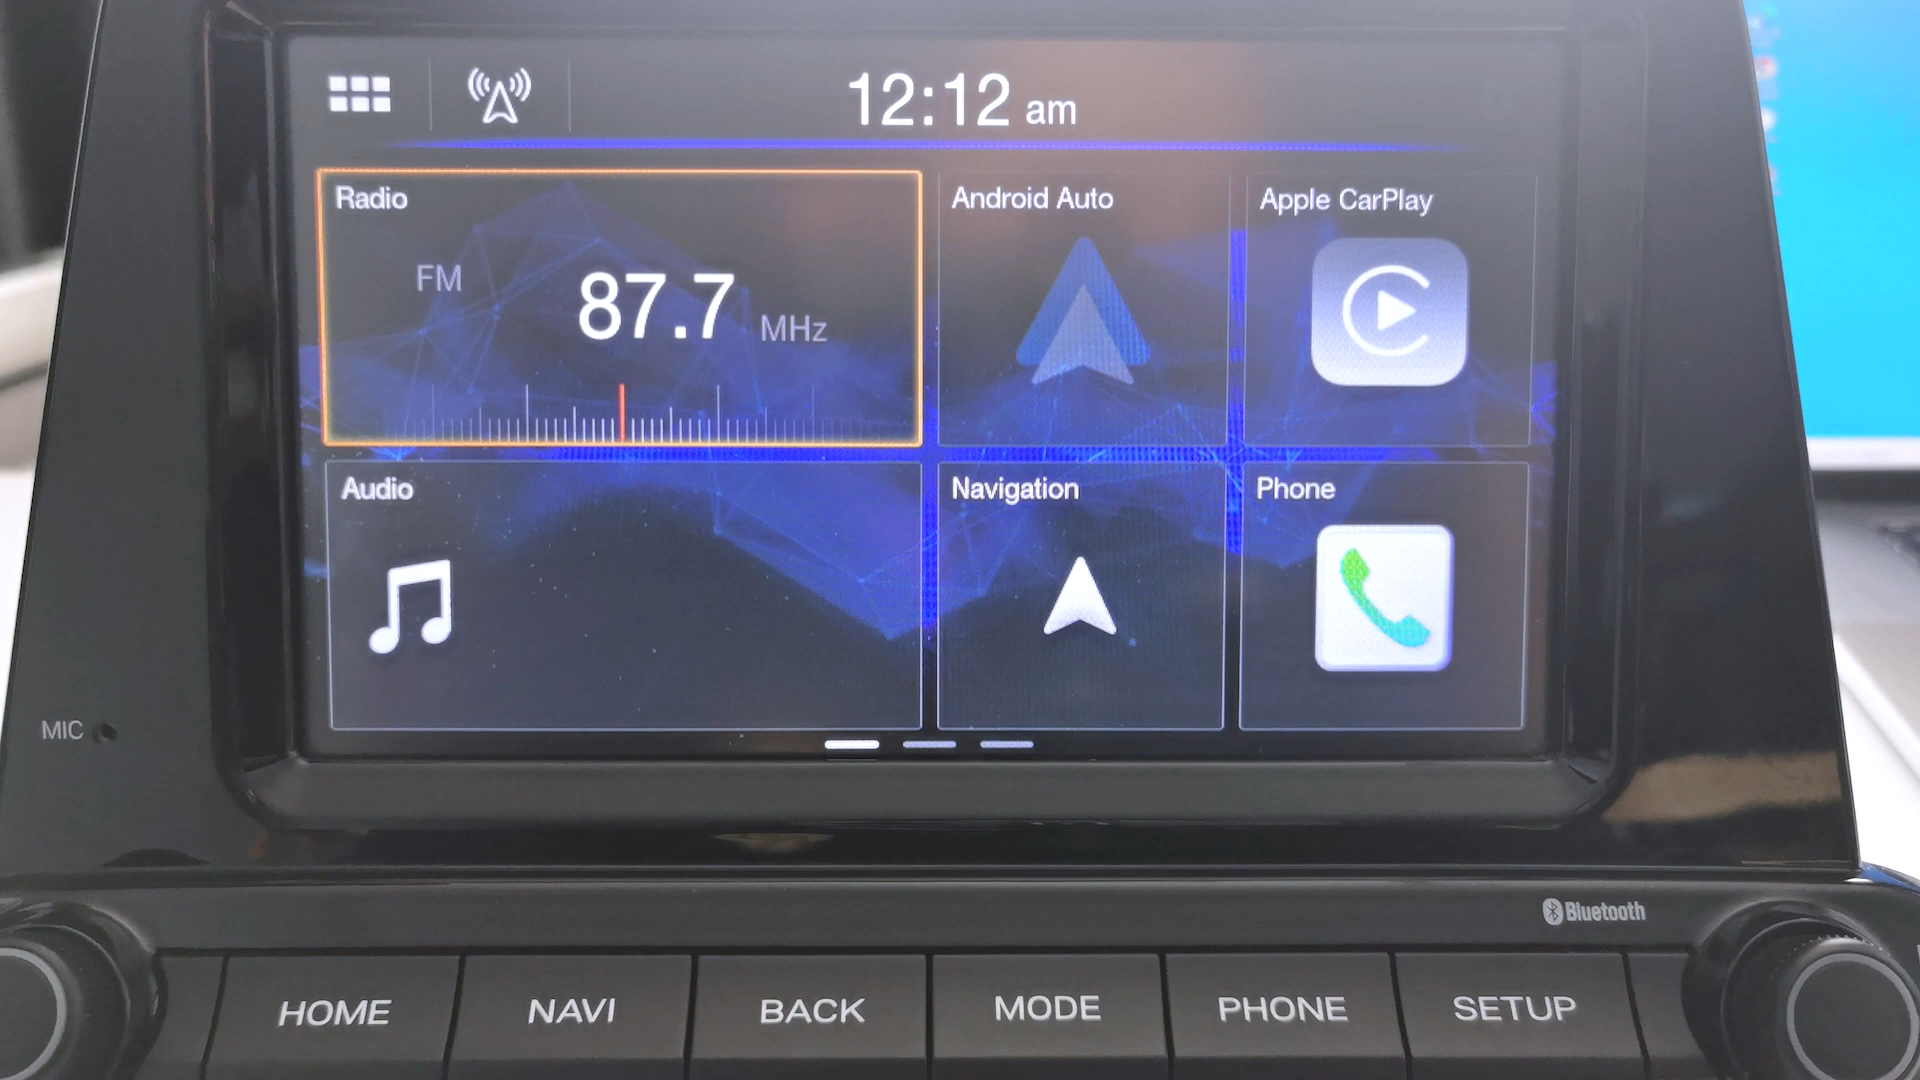 12:12 am
Radio
FM 87.7 MHz
Android Auto
Apple CarPlay
Audio
Navigation
Phone
MIC
Bluetooth
HOME
NAVI
BACK
MODE
PHONE
SETUP